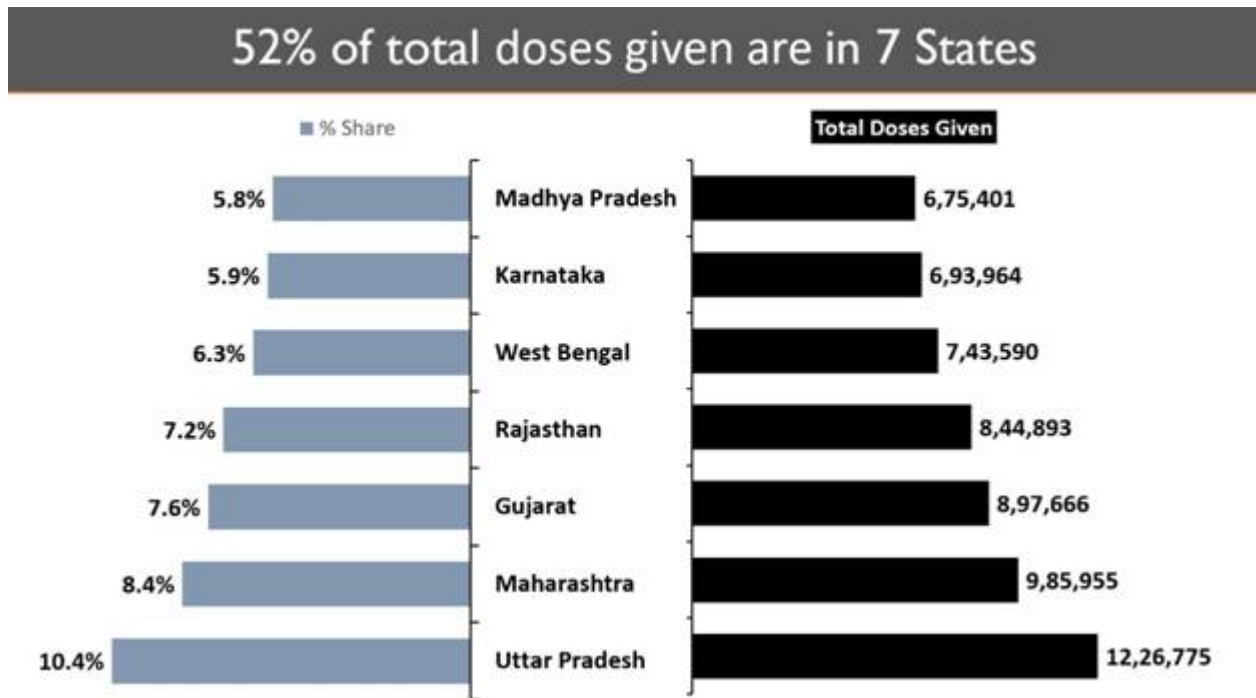 52% of total doses given are in 7 States
% Share
Total Doses Given
5.8% Madhya Pradesh 6,75,401
5.9% Karnataka 6,93,964
6.3% West Bengal 7,43,590
7.2% Rajasthan 8,44,893
7.6% Gujarat 8,97,666
8.4% Maharashtra 9,85,955
10.4% Uttar Pradesh 12,26,775